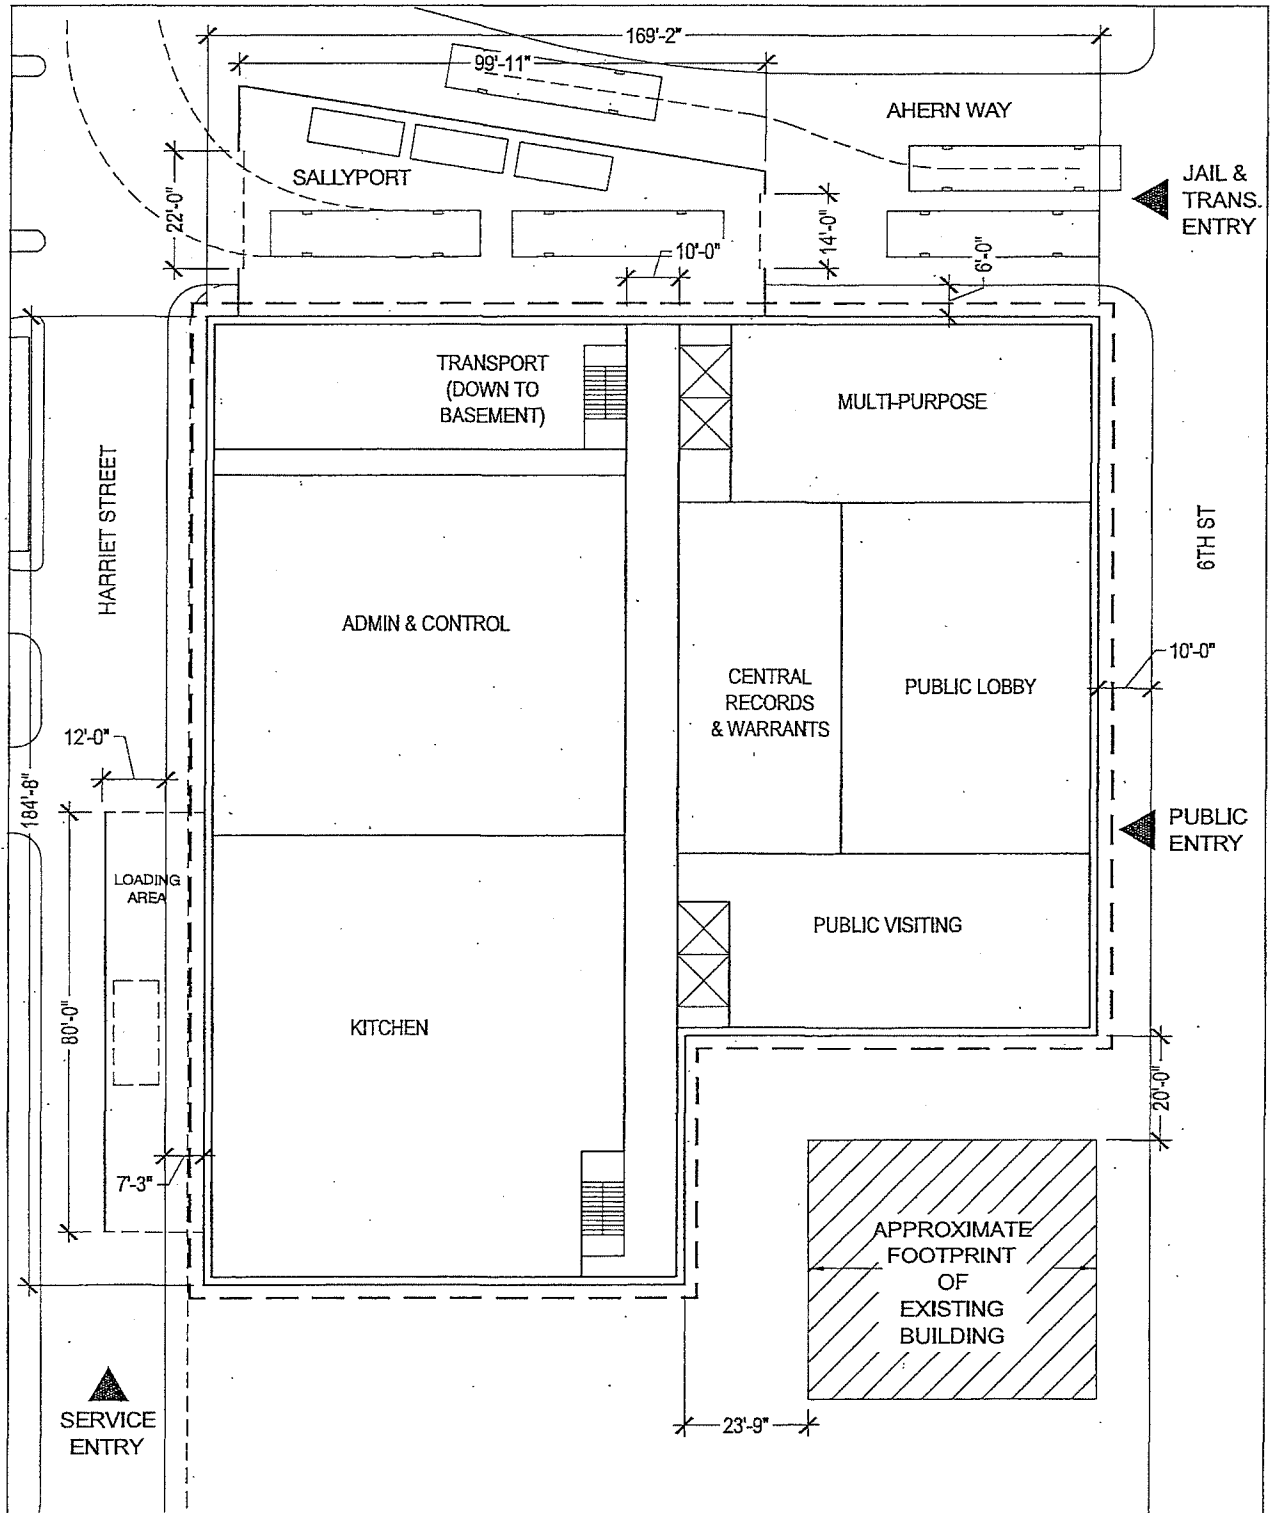 169'-2"
99'-11"
AHERN WAY
JAIL &
TRANS.
ENTRY
SALLYPORT
22'-0"
14'-0"
10'-0"
6'-0"
TRANSPORT
(DOWN TO
BASEMENT)
MULTI-PURPOSE
HARRIET STREET
6TH ST
ADMIN & CONTROL
10'-0"
CENTRAL
RECORDS
& WARRANTS
PUBLIC LOBBY
12'-0"
184'-8"
PUBLIC
ENTRY
LOADING
AREA
PUBLIC VISITING
80'-0"
KITCHEN
20'-0"
7'-3"
APPROXIMATE
FOOTPRINT
OF
EXISTING
BUILDING
SERVICE
ENTRY
23'-9"